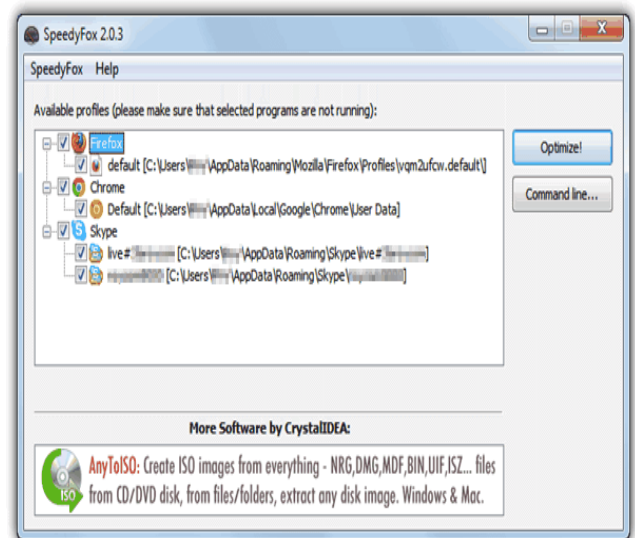 SpeedyFox 2.0.3
SpeedyFox Help
Available profiles (please make sure that selected programs are not running):
Firefox
default [C:\Users\ \AppData\Roaming\Mozilla\Firefox\Profiles\vqm2ufcw.default\]
Chrome
Default [C:\Users\ \AppData\Local\Google\Chrome\User Data]
Skype
live# [C:\Users\ \AppData\Roaming\Skype\live# ]
[C:\Users\ \AppData\Roaming\Skype\ ]
Optimize!
Command line...
More Software by CrystalIDEA:
AnyToISO: Create ISO images from everything - NRG,DMG,MDF,BIN,UIF,ISZ... files
from CD/DVD disk, from files/folders, extract any disk image. Windows & Mac.
ISO